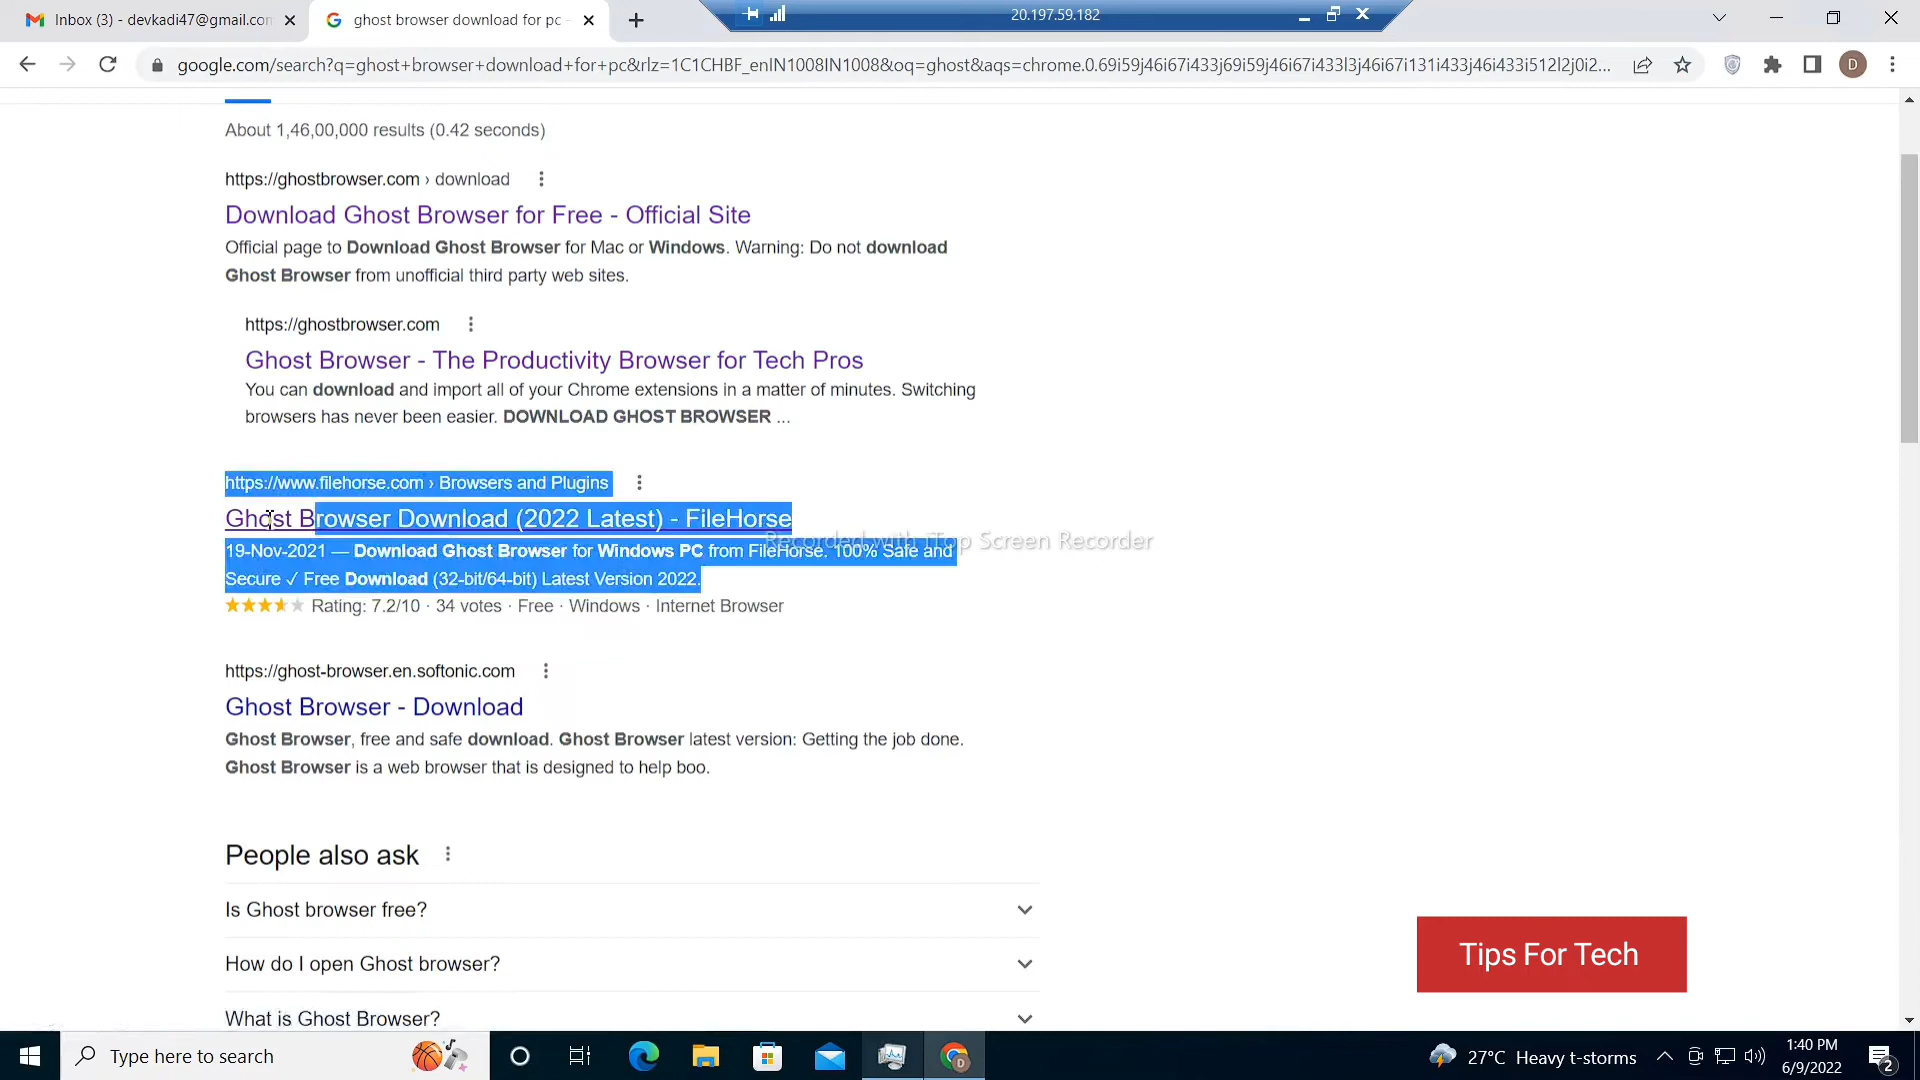 Inbox (3) - devkadi47@gmail.con
ghost browser download for pc -
20.197.59.182
google.com/search?q=ghost+browser+download+for+pc&rlz=1C1CHBF_enIN1008IN1008&oq=ghost&aqs=chrome.0.69i59j46i67i433j69i59j46i67i433l3j46i67i131i433j46i433i512l2j0i2...
D
About 1,46,00,000 results (0.42 seconds)
https://ghostbrowser.com › download
Download Ghost Browser for Free - Official Site
Official page to Download Ghost Browser for Mac or Windows. Warning: Do not download
Ghost Browser from unofficial third party web sites.
https://ghostbrowser.com
Ghost Browser - The Productivity Browser for Tech Pros
You can download and import all of your Chrome extensions in a matter of minutes. Switching
browsers has never been easier. DOWNLOAD GHOST BROWSER ...
https://www.filehorse.com › Browsers and Plugins
Ghost Browser Download (2022 Latest) - FileHorse
Recorded with iTop Screen Recorder
19-Nov-2021 — Download Ghost Browser for Windows PC from FileHorse. 100% Safe and
Secure ✓ Free Download (32-bit/64-bit) Latest Version 2022.
Rating: 7.2/10 · 34 votes · Free · Windows · Internet Browser
https://ghost-browser.en.softonic.com
Ghost Browser - Download
Ghost Browser, free and safe download. Ghost Browser latest version: Getting the job done.
Ghost Browser is a web browser that is designed to help boo.
People also ask
Is Ghost browser free?
How do I open Ghost browser?
What is Ghost Browser?
Tips For Tech
Type here to search
27°C Heavy t-storms
1:40 PM
6/9/2022
2